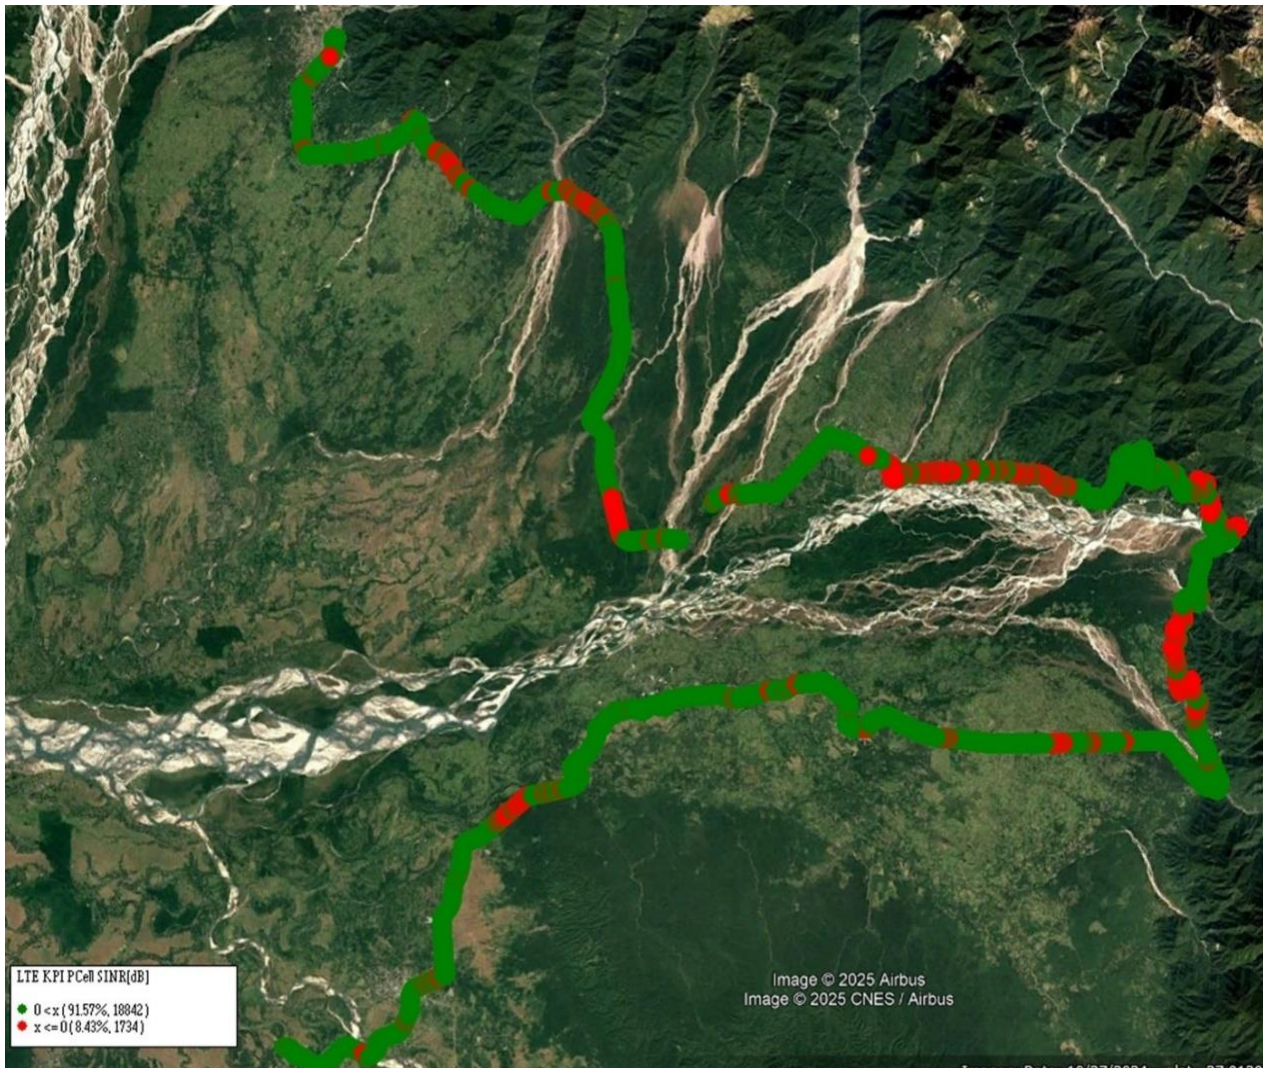 LTE KPI PCell SINR[dB]
0 < x ( 91.57%, 18842)
x <= 0 ( 8.43%, 1734)
Image © 2025 Airbus
Image © 2025 CNES / Airbus